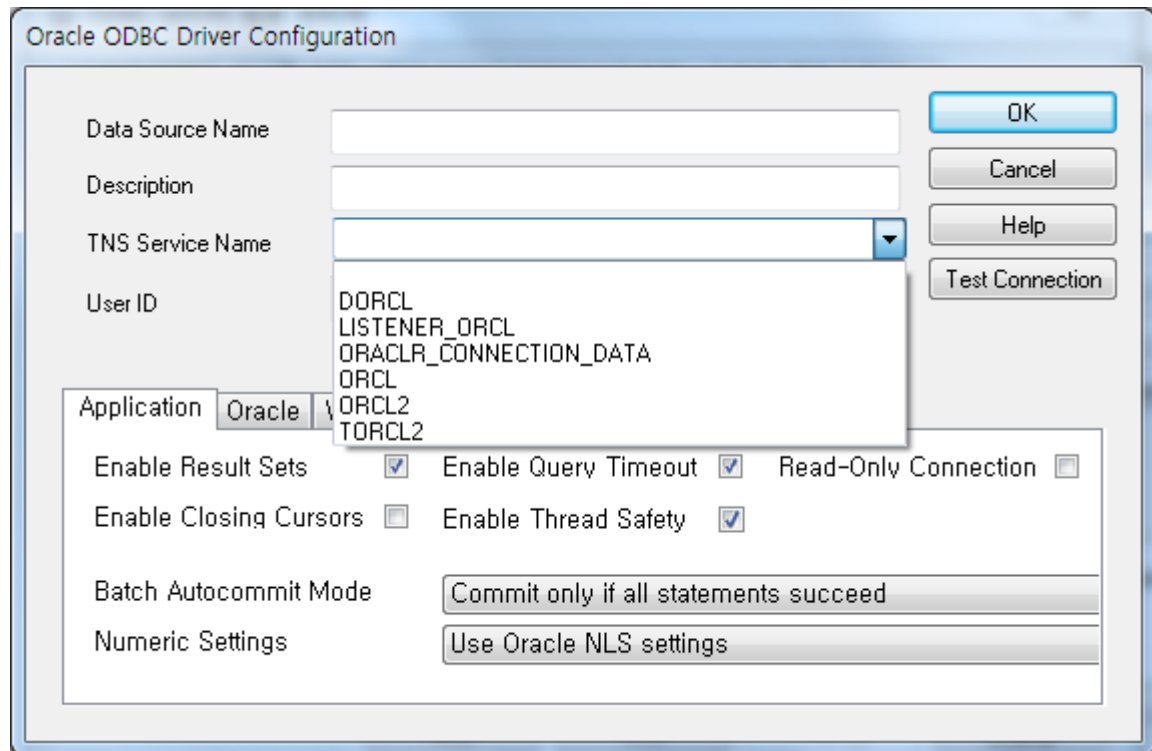 Oracle ODBC Driver Configuration
Data Source Name
OK
Description
Cancel
TNS Service Name
Help
User ID
Test Connection
DORCL
LISTENER_ORCL
ORACLR_CONNECTION_DATA
ORCL
ORCL2
TORCL2
Application
Oracle
Enable Result Sets
Enable Query Timeout
Read-Only Connection
Enable Closing Cursors
Enable Thread Safety
Batch Autocommit Mode
Commit only if all statements succeed
Numeric Settings
Use Oracle NLS settings